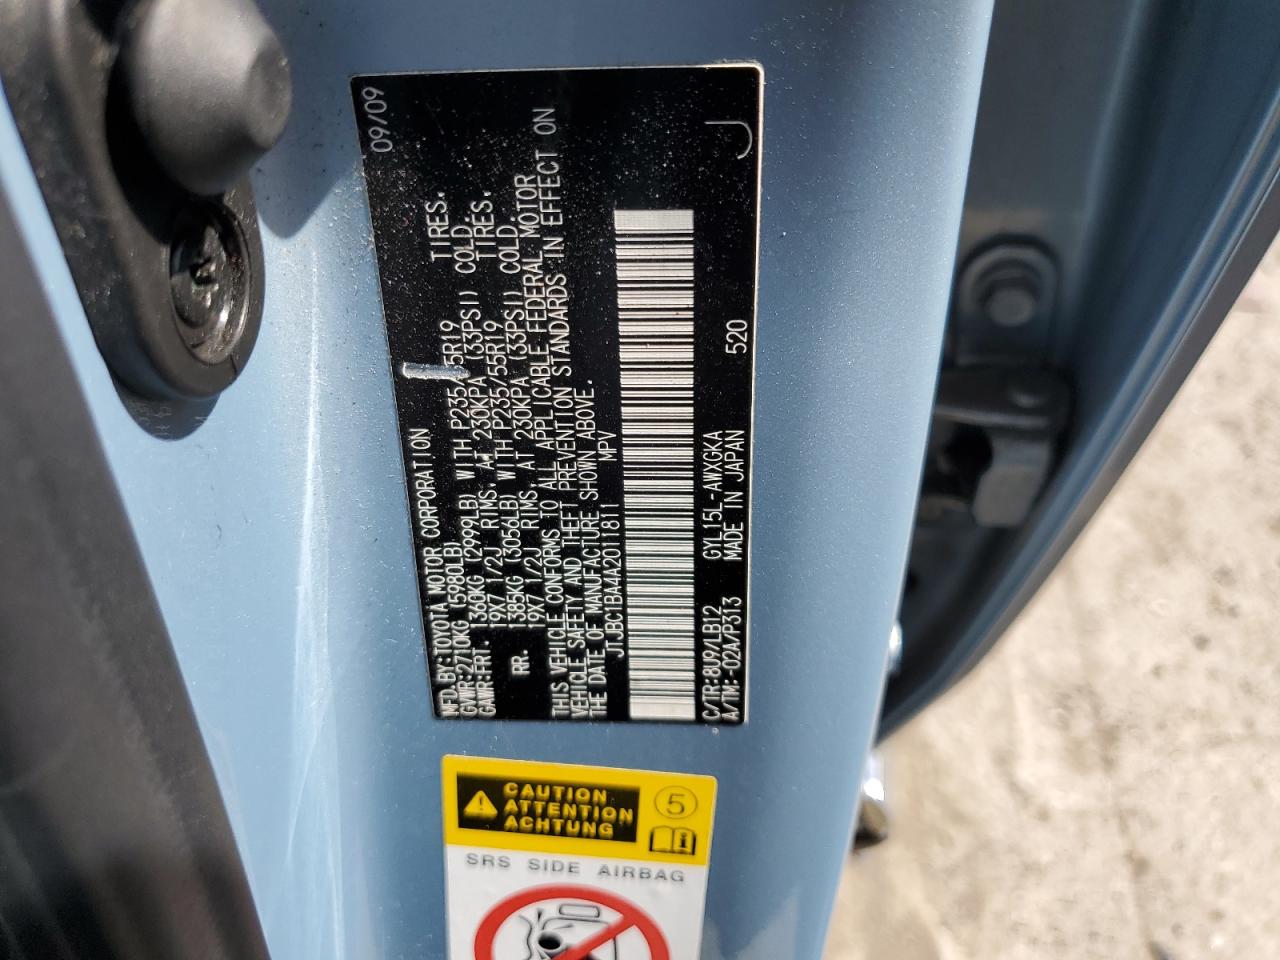 MFD. BY: TOYOTA MOTOR CORPORATION 09/09
GVWR: 2710KG (5980LB)
GAWR: FRT. 1360KG (2999LB) WITH P235/55R19 TIRES.
19X7 1/2J RIMS. AT 230KPA (33PSI) COLD.
RR. 1385KG (3056LB) WITH P235/55R19 TIRES.
19X7 1/2J RIMS. AT 230KPA (33PSI) COLD.
THIS VEHICLE CONFORMS TO ALL APPLICABLE FEDERAL MOTOR
VEHICLE SAFETY AND THEFT PREVENTION STANDARDS IN EFFECT ON
THE DATE OF MANUFACTURE SHOWN ABOVE.
JTJBC1BA4A2011811 MPV
C/TR: 8U9/LB12 GYL15L-AWXGKA 520
A/TM: -02A/P313 MADE IN JAPAN J
CAUTION
ATTENTION
ACHTUNG
5
SRS SIDE AIRBAG